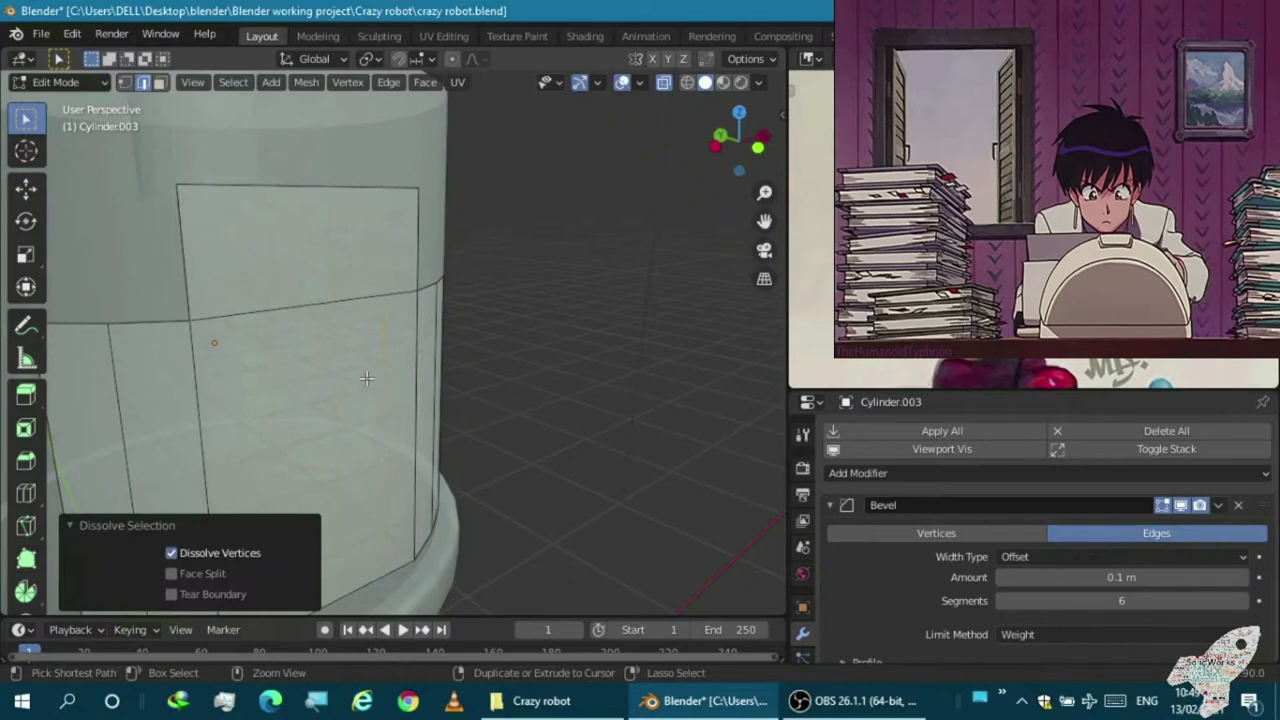 Blender* [C:\Users\DELL\Desktop\blender\Blender working project\Crazy robot\crazy robot.blend]
File Edit Render Window Help Layout Modeling Sculpting UV Editing Texture Paint Shading Animation Rendering Compositing
Global X Y Z Options
Edit Mode View Select Add Mesh Vertex Edge Face UV
User Perspective
(1) Cylinder.003
TheHumanoidTyphoon
Cylinder.003
Apply All Delete All
Viewport Vis Toggle Stack
Add Modifier
Bevel
Vertices Edges
Width Type Offset
Amount 0.1 m
Segments 6
Limit Method Weight
Dissolve Selection
Dissolve Vertices
Face Split
Tear Boundary
Playback Keying View Marker 1 Start 1 End 250
Pick Shortest Path Box Select Zoom View Duplicate or Extrude to Cursor Lasso Select
SolidWorks
Crazy robot Blender* [C:\Users\... OBS 26.1.1 (64-bit, ... ENG